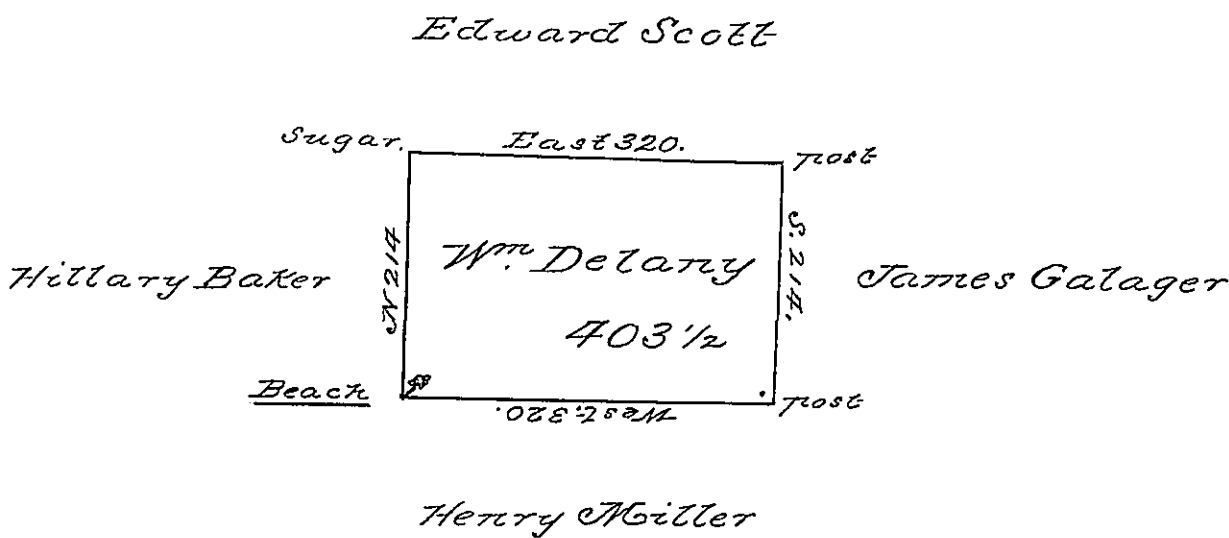 Edward Scott
Sugar. East 320. post
N 214
Wm. Delany
S. 214.
Hillary Baker
James Galager
403 1/2
Beach
West. 320.
post
Henry Miller